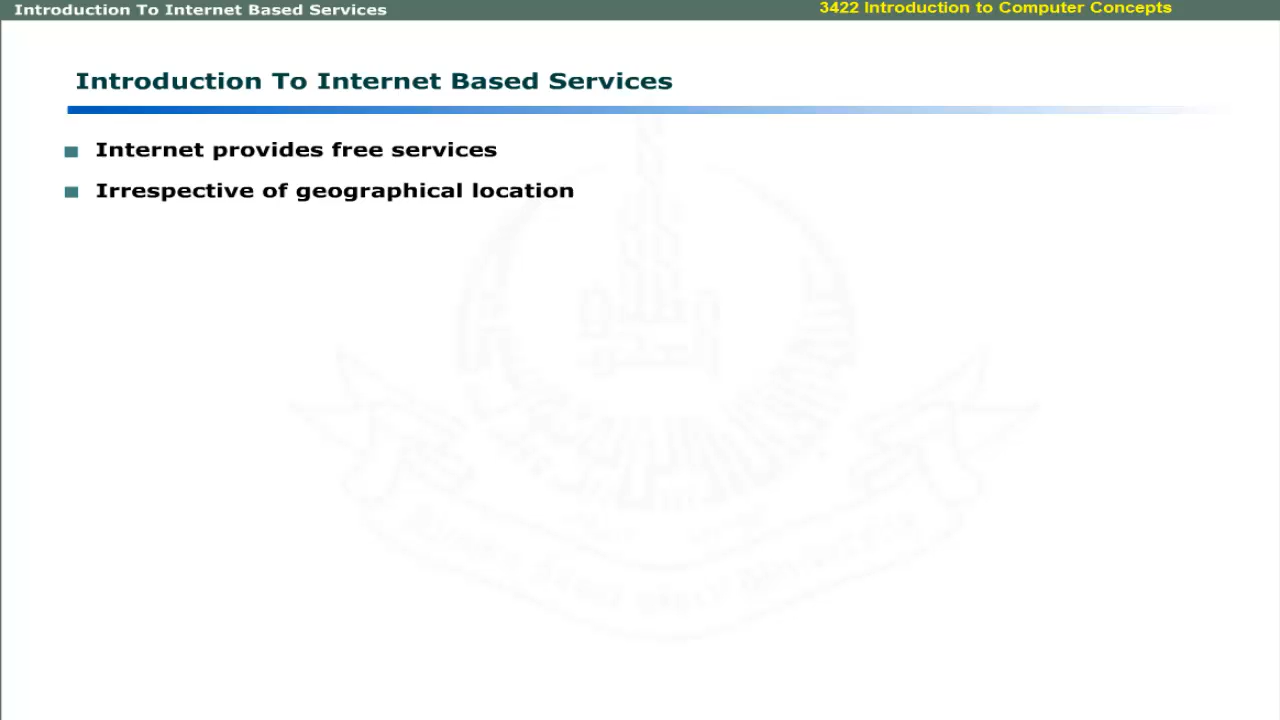 Introduction To Internet Based Services
3422 Introduction to Computer Concepts
Introduction To Internet Based Services
Internet provides free services
Irrespective of geographical location